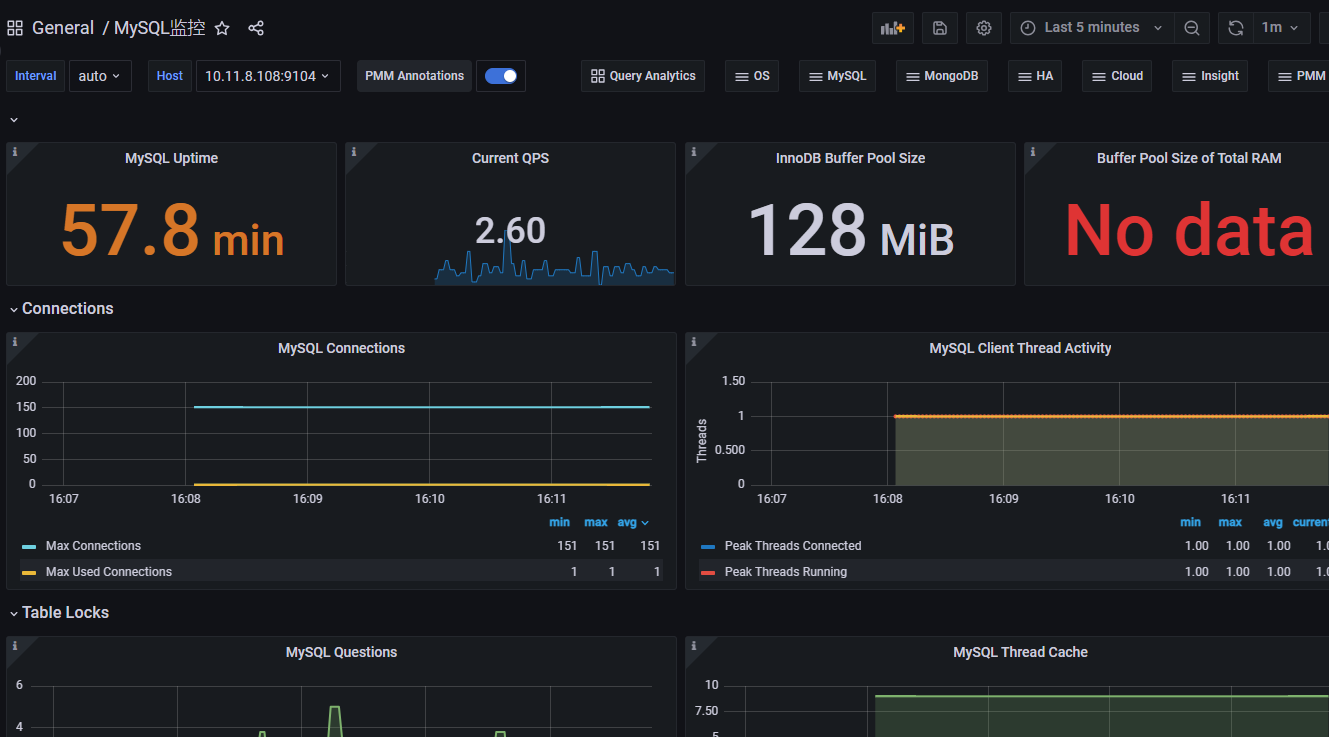 General / MySQL监控
Last 5 minutes
1m
Interval auto Host 10.11.8.108:9104 PMM Annotations Query Analytics OS MySQL MongoDB HA Cloud Insight PMM
MySQL Uptime
57.8 min
Current QPS
2.60
InnoDB Buffer Pool Size
128 MiB
Buffer Pool Size of Total RAM
No data
Connections
MySQL Connections
200
150
100
50
0
16:07 16:08 16:09 16:10 16:11
min max avg
Max Connections 151 151 151
Max Used Connections 1 1 1
MySQL Client Thread Activity
Threads
1.50
1
0.500
0
16:07 16:08 16:09 16:10 16:11
min max avg current
Peak Threads Connected 1.00 1.00 1.00 1.0
Peak Threads Running 1.00 1.00 1.00 1.0
Table Locks
MySQL Questions
6
4
MySQL Thread Cache
10
7.50
5